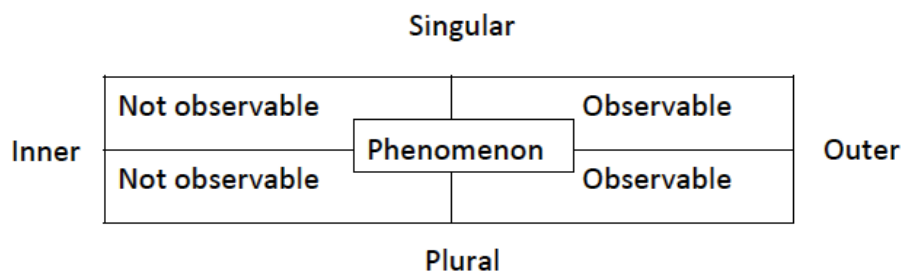 Singular
Not observable Observable
Inner Phenomenon Outer
Not observable Observable
Plural